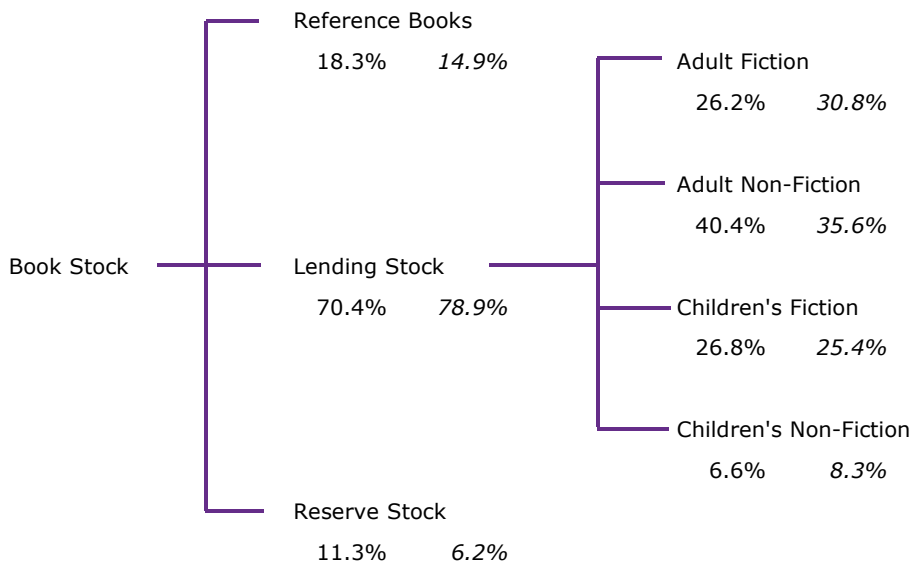 Reference Books
18.3% 14.9%
Adult Fiction
26.2% 30.8%
Adult Non-Fiction
40.4% 35.6%
Book Stock
Lending Stock
70.4% 78.9%
Children's Fiction
26.8% 25.4%
Children's Non-Fiction
6.6% 8.3%
Reserve Stock
11.3% 6.2%